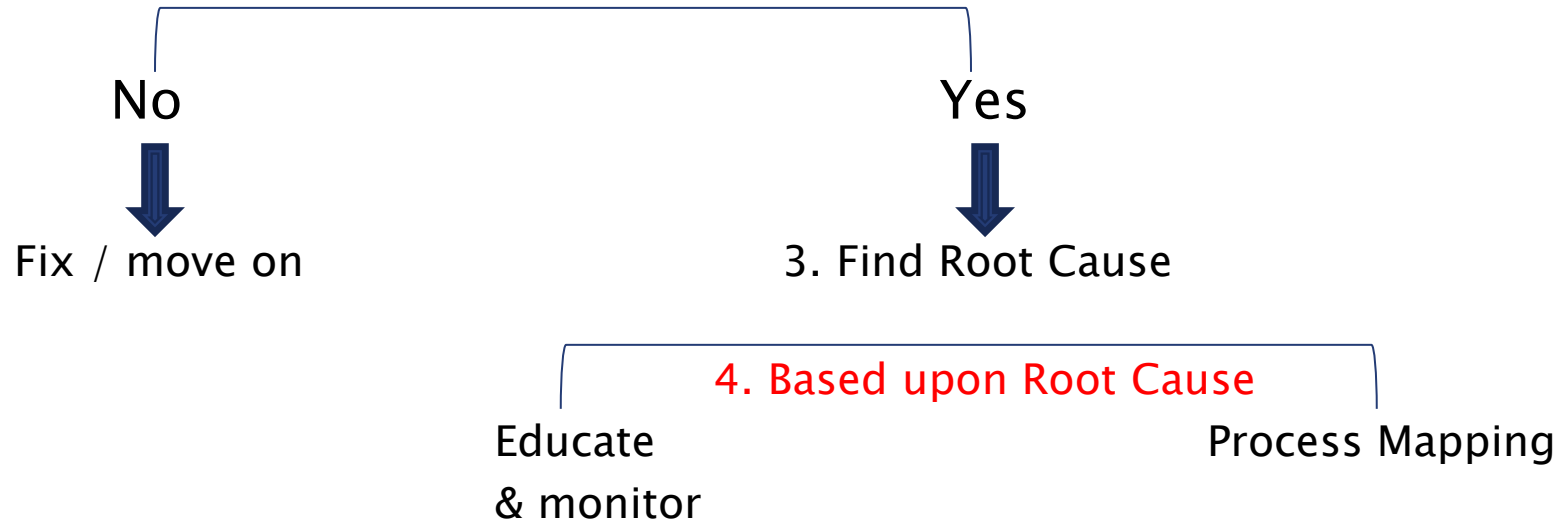 No
Yes
Fix / move on
3. Find Root Cause
4. Based upon Root Cause
Educate
& monitor
Process Mapping